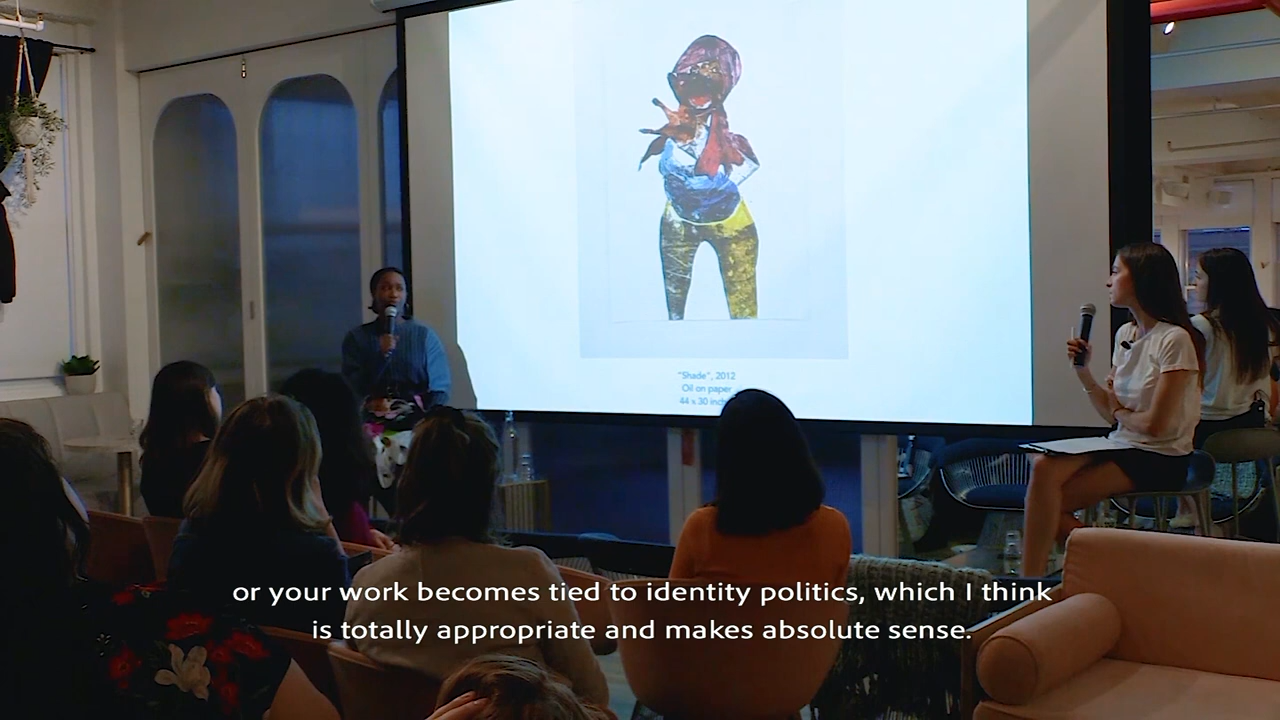 "Shade", 2012
Oil on paper
44 x 30
or your work becomes tied to identity politics, which I think
is totally appropriate and makes absolute sense.